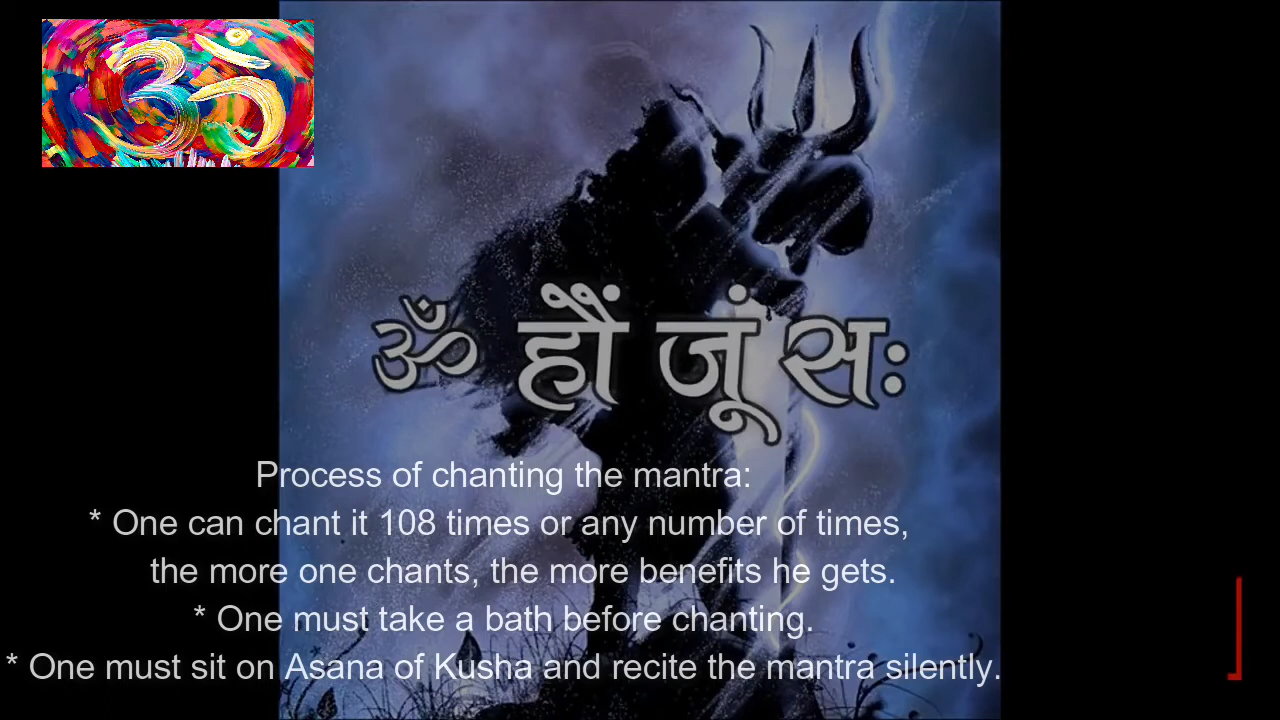 ॐ
ॐ हौं जूं सः
Process of chanting the mantra:
* One can chant it 108 times or any number of times,
the more one chants, the more benefits he gets.
* One must take a bath before chanting.
* One must sit on Asana of Kusha and recite the mantra silently.